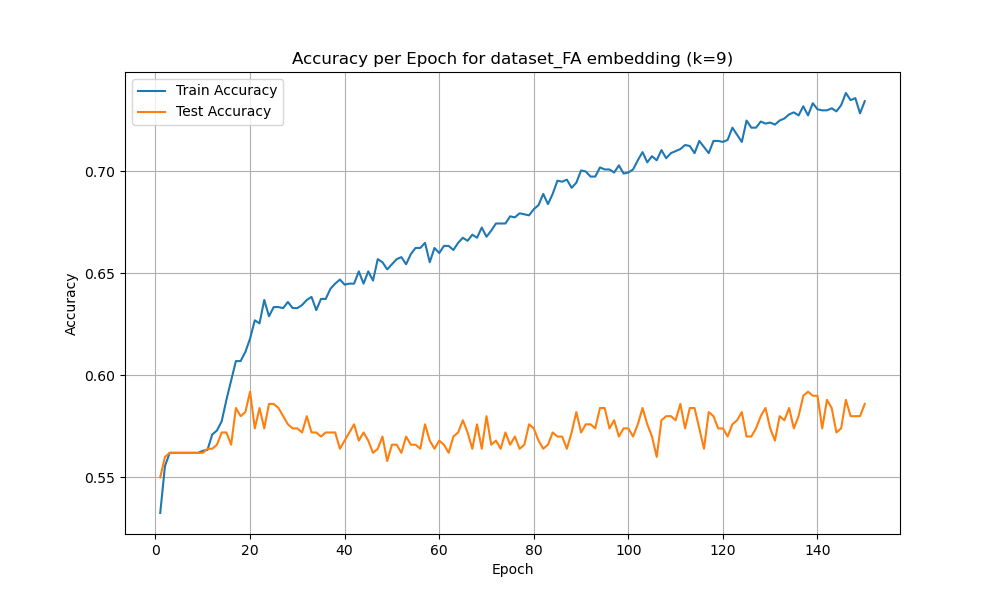 Accuracy per Epoch for dataset_FA embedding (k=9)
Train Accuracy
Test Accuracy
0.70
0.65
0.60
0.55
Accuracy
0 20 40 60 80 100 120 140
Epoch